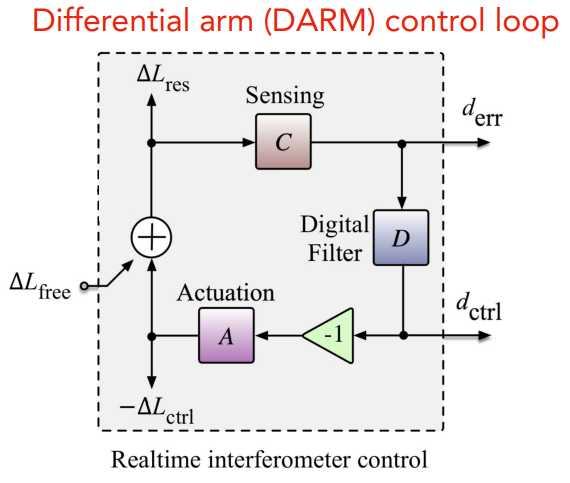 Differential arm (DARM) control loop
ΔL_res
Sensing
C
d_err
Digital
Filter
D
ΔL_free
Actuation
A
-1
d_ctrl
−ΔL_ctrl
Realtime interferometer control